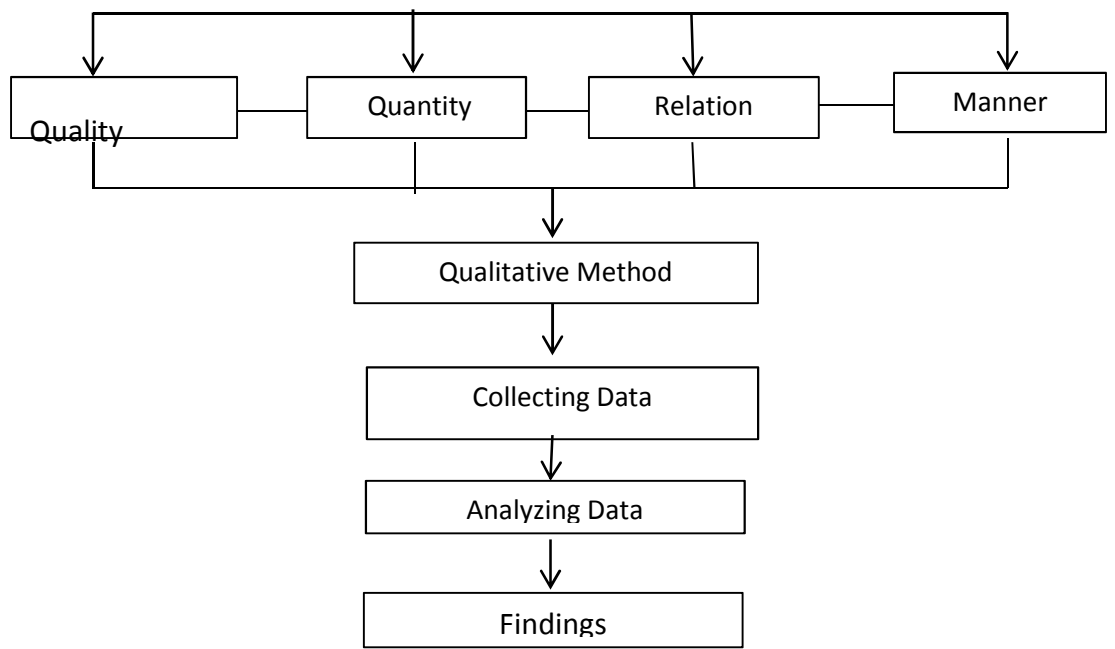 Quality
Quantity
Relation
Manner
Qualitative Method
Collecting Data
Analyzing Data
Findings